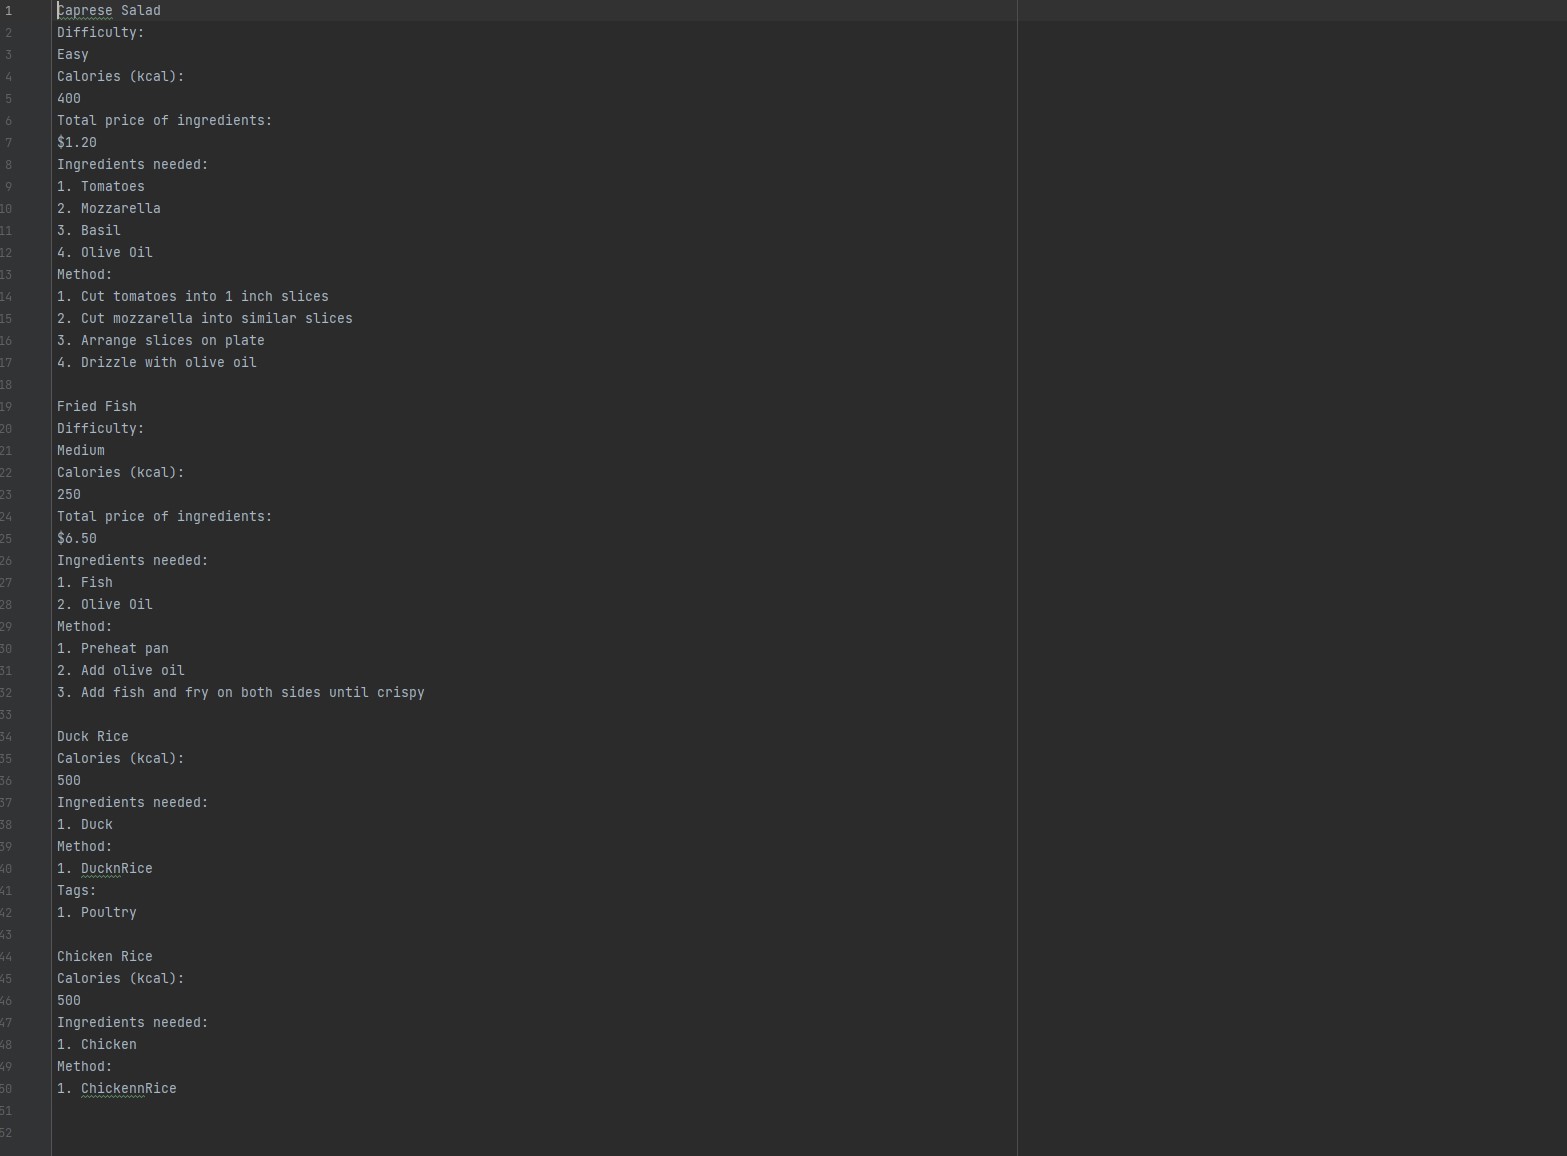 1 Caprese Salad
2 Difficulty:
3 Easy
4 Calories (kcal):
5 400
6 Total price of ingredients:
7 $1.20
8 Ingredients needed:
9 1. Tomatoes
10 2. Mozzarella
11 3. Basil
12 4. Olive Oil
13 Method:
14 1. Cut tomatoes into 1 inch slices
15 2. Cut mozzarella into similar slices
16 3. Arrange slices on plate
17 4. Drizzle with olive oil
18
19 Fried Fish
20 Difficulty:
21 Medium
22 Calories (kcal):
23 250
24 Total price of ingredients:
25 $6.50
26 Ingredients needed:
27 1. Fish
28 2. Olive Oil
29 Method:
30 1. Preheat pan
31 2. Add olive oil
32 3. Add fish and fry on both sides until crispy
33
34 Duck Rice
35 Calories (kcal):
36 500
37 Ingredients needed:
38 1. Duck
39 Method:
40 1. DucknRice
41 Tags:
42 1. Poultry
43
44 Chicken Rice
45 Calories (kcal):
46 500
47 Ingredients needed:
48 1. Chicken
49 Method:
50 1. ChickennRice
51
52